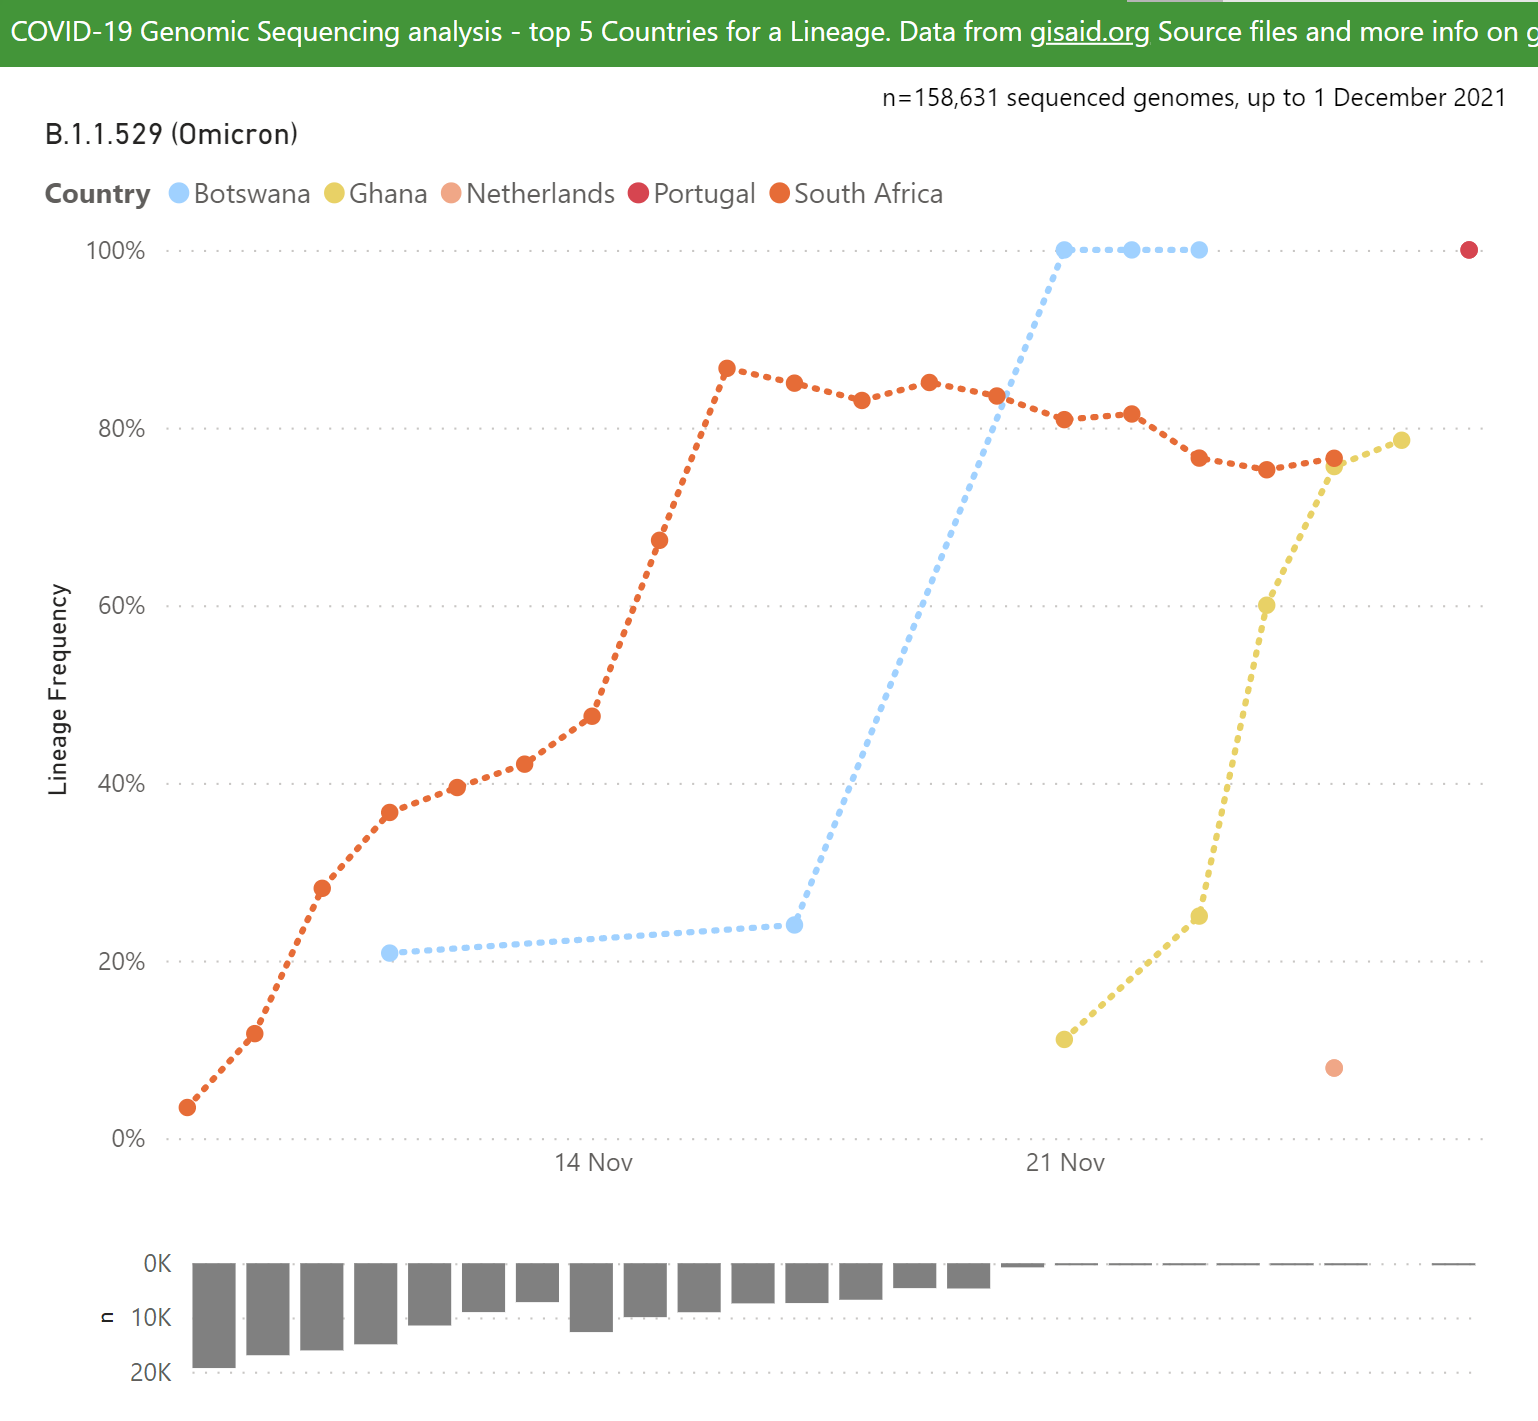 COVID-19 Genomic Sequencing analysis - top 5 Countries for a Lineage. Data from gisaid.org Source files and more info on g
n=158,631 sequenced genomes, up to 1 December 2021
B.1.1.529 (Omicron)
Country Botswana Ghana Netherlands Portugal South Africa
100%
80%
60%
40%
20%
0%
Lineage Frequency
14 Nov 21 Nov
0K
10K
20K
n